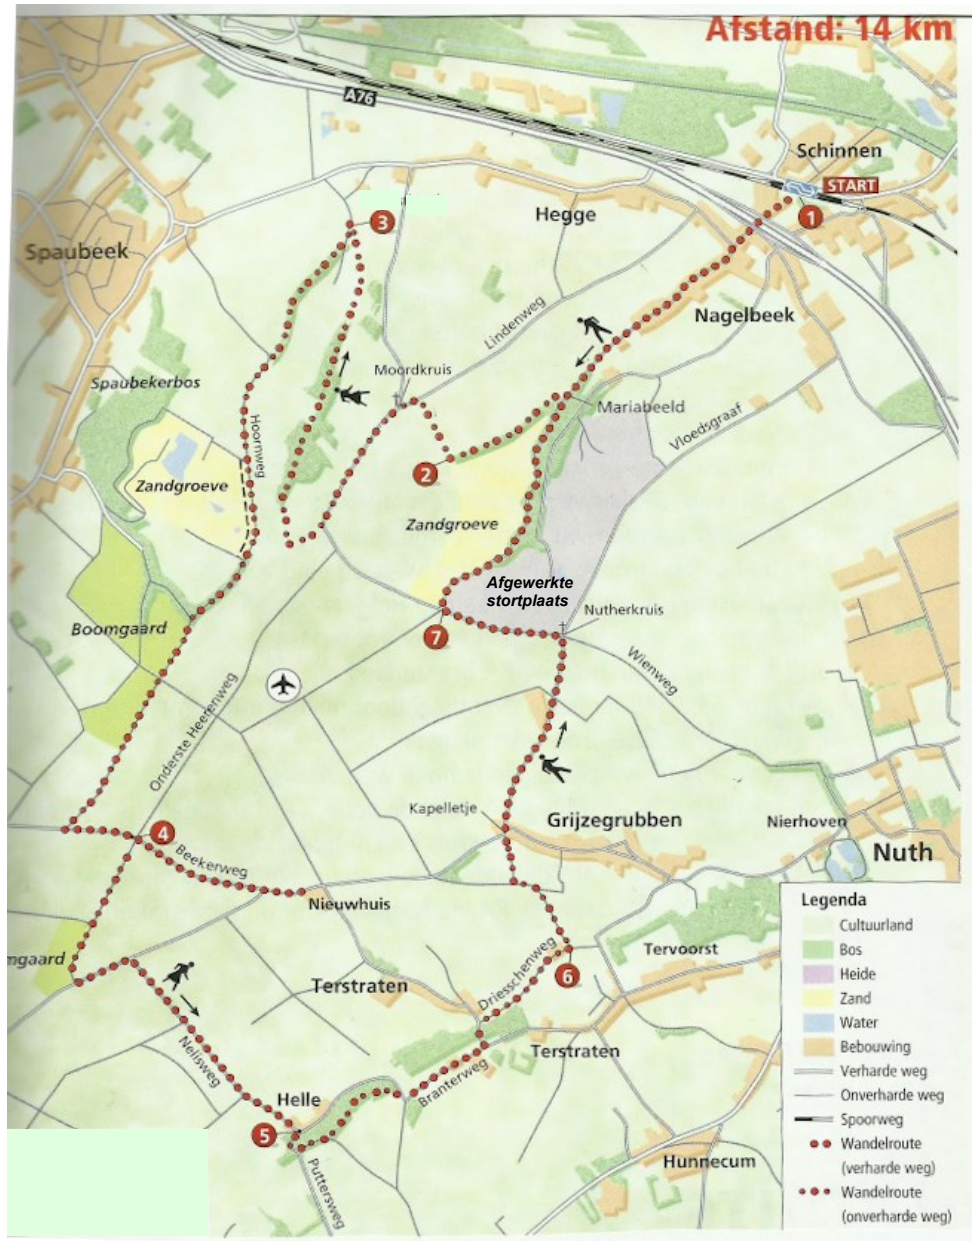 Afstand: 14 km
A76
Schinnen
START
1
Hegge
3
Spaubeek
Nagelbeek
Lindenweg
Moordkruis
Spaubekerbos
Mariabeeld
Vloedsgraaf
Hoornweg
2
Zandgroeve
Zandgroeve
Afgewerkte
stortplaats
Nutherkruis
Boomgaard
7
Wienweg
Onderste Heerenweg
Kapelletje
Grijzegrubben
Nierhoven
4
Beekerweg
Nuth
Nieuwhuis
mgaard
Tervoorst
6
Driesschenweg
Terstraten
Nelisweg
Terstraten
Branterweg
Helle
5
Puttersweg
Hunnecum
Legenda
Cultuurland
Bos
Heide
Zand
Water
Bebouwing
Verharde weg
Onverharde weg
Spoorweg
Wandelroute
(verharde weg)
Wandelroute
(onverharde weg)